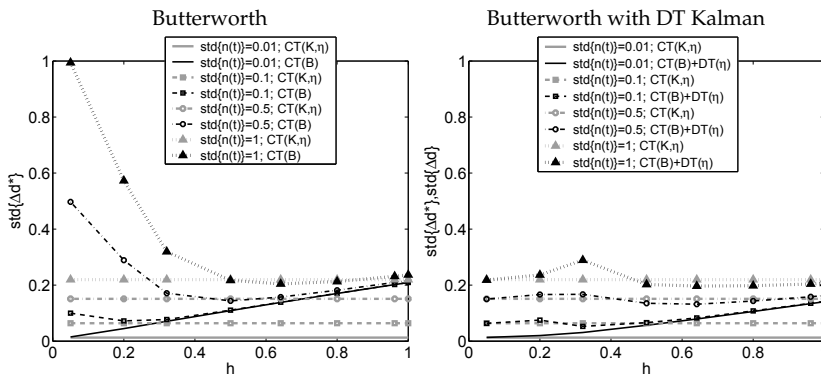 Butterworth
std{n(t)}=0.01; CT(K,η)
std{n(t)}=0.01; CT(B)
std{n(t)}=0.1; CT(K,η)
std{n(t)}=0.1; CT(B)
std{n(t)}=0.5; CT(K,η)
std{n(t)}=0.5; CT(B)
std{n(t)}=1; CT(K,η)
std{n(t)}=1; CT(B)
std{Δd*}
1
0.8
0.6
0.4
0.2
0
0 0.2 0.4 0.6 0.8 1
h
Butterworth with DT Kalman
std{n(t)}=0.01; CT(K,η)
std{n(t)}=0.01; CT(B)+DT(η)
std{n(t)}=0.1; CT(K,η)
std{n(t)}=0.1; CT(B)+DT(η)
std{n(t)}=0.5; CT(K,η)
std{n(t)}=0.5; CT(B)+DT(η)
std{n(t)}=1; CT(K,η)
std{n(t)}=1; CT(B)+DT(η)
std{Δd*},std{Δd}
1
0.8
0.6
0.4
0.2
0
0 0.2 0.4 0.6 0.8
h